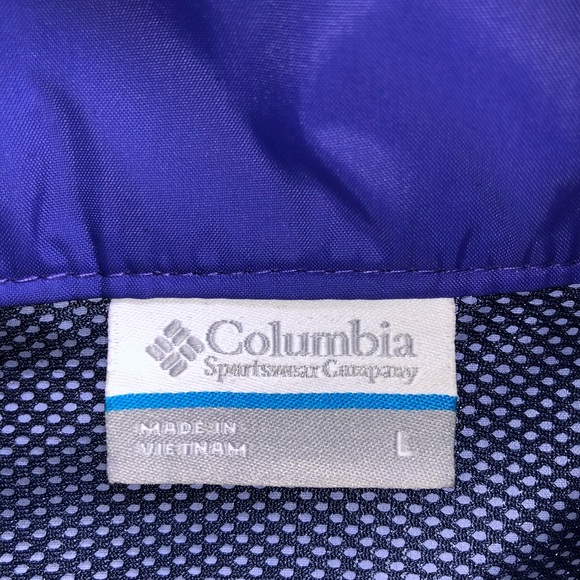 Columbia
Sportswear Company
MADE IN
VIETNAM
L